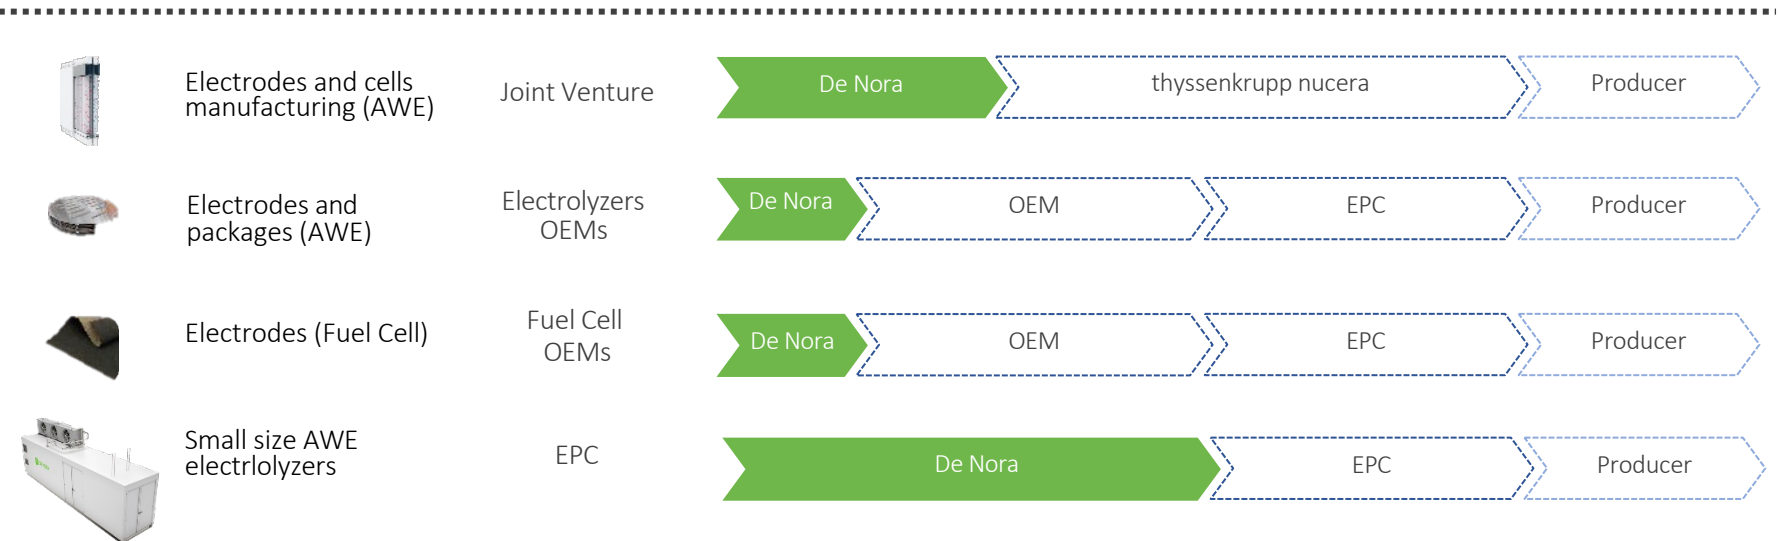 Electrodes and cells
manufacturing (AWE)
Joint Venture
De Nora
thyssenkrupp nucera
Producer
Electrodes and
packages (AWE)
Electrolyzers
OEMs
De Nora
OEM
EPC
Producer
Electrodes (Fuel Cell)
Fuel Cell
OEMs
De Nora
OEM
EPC
Producer
Small size AWE
electrlolyzers
EPC
De Nora
EPC
Producer